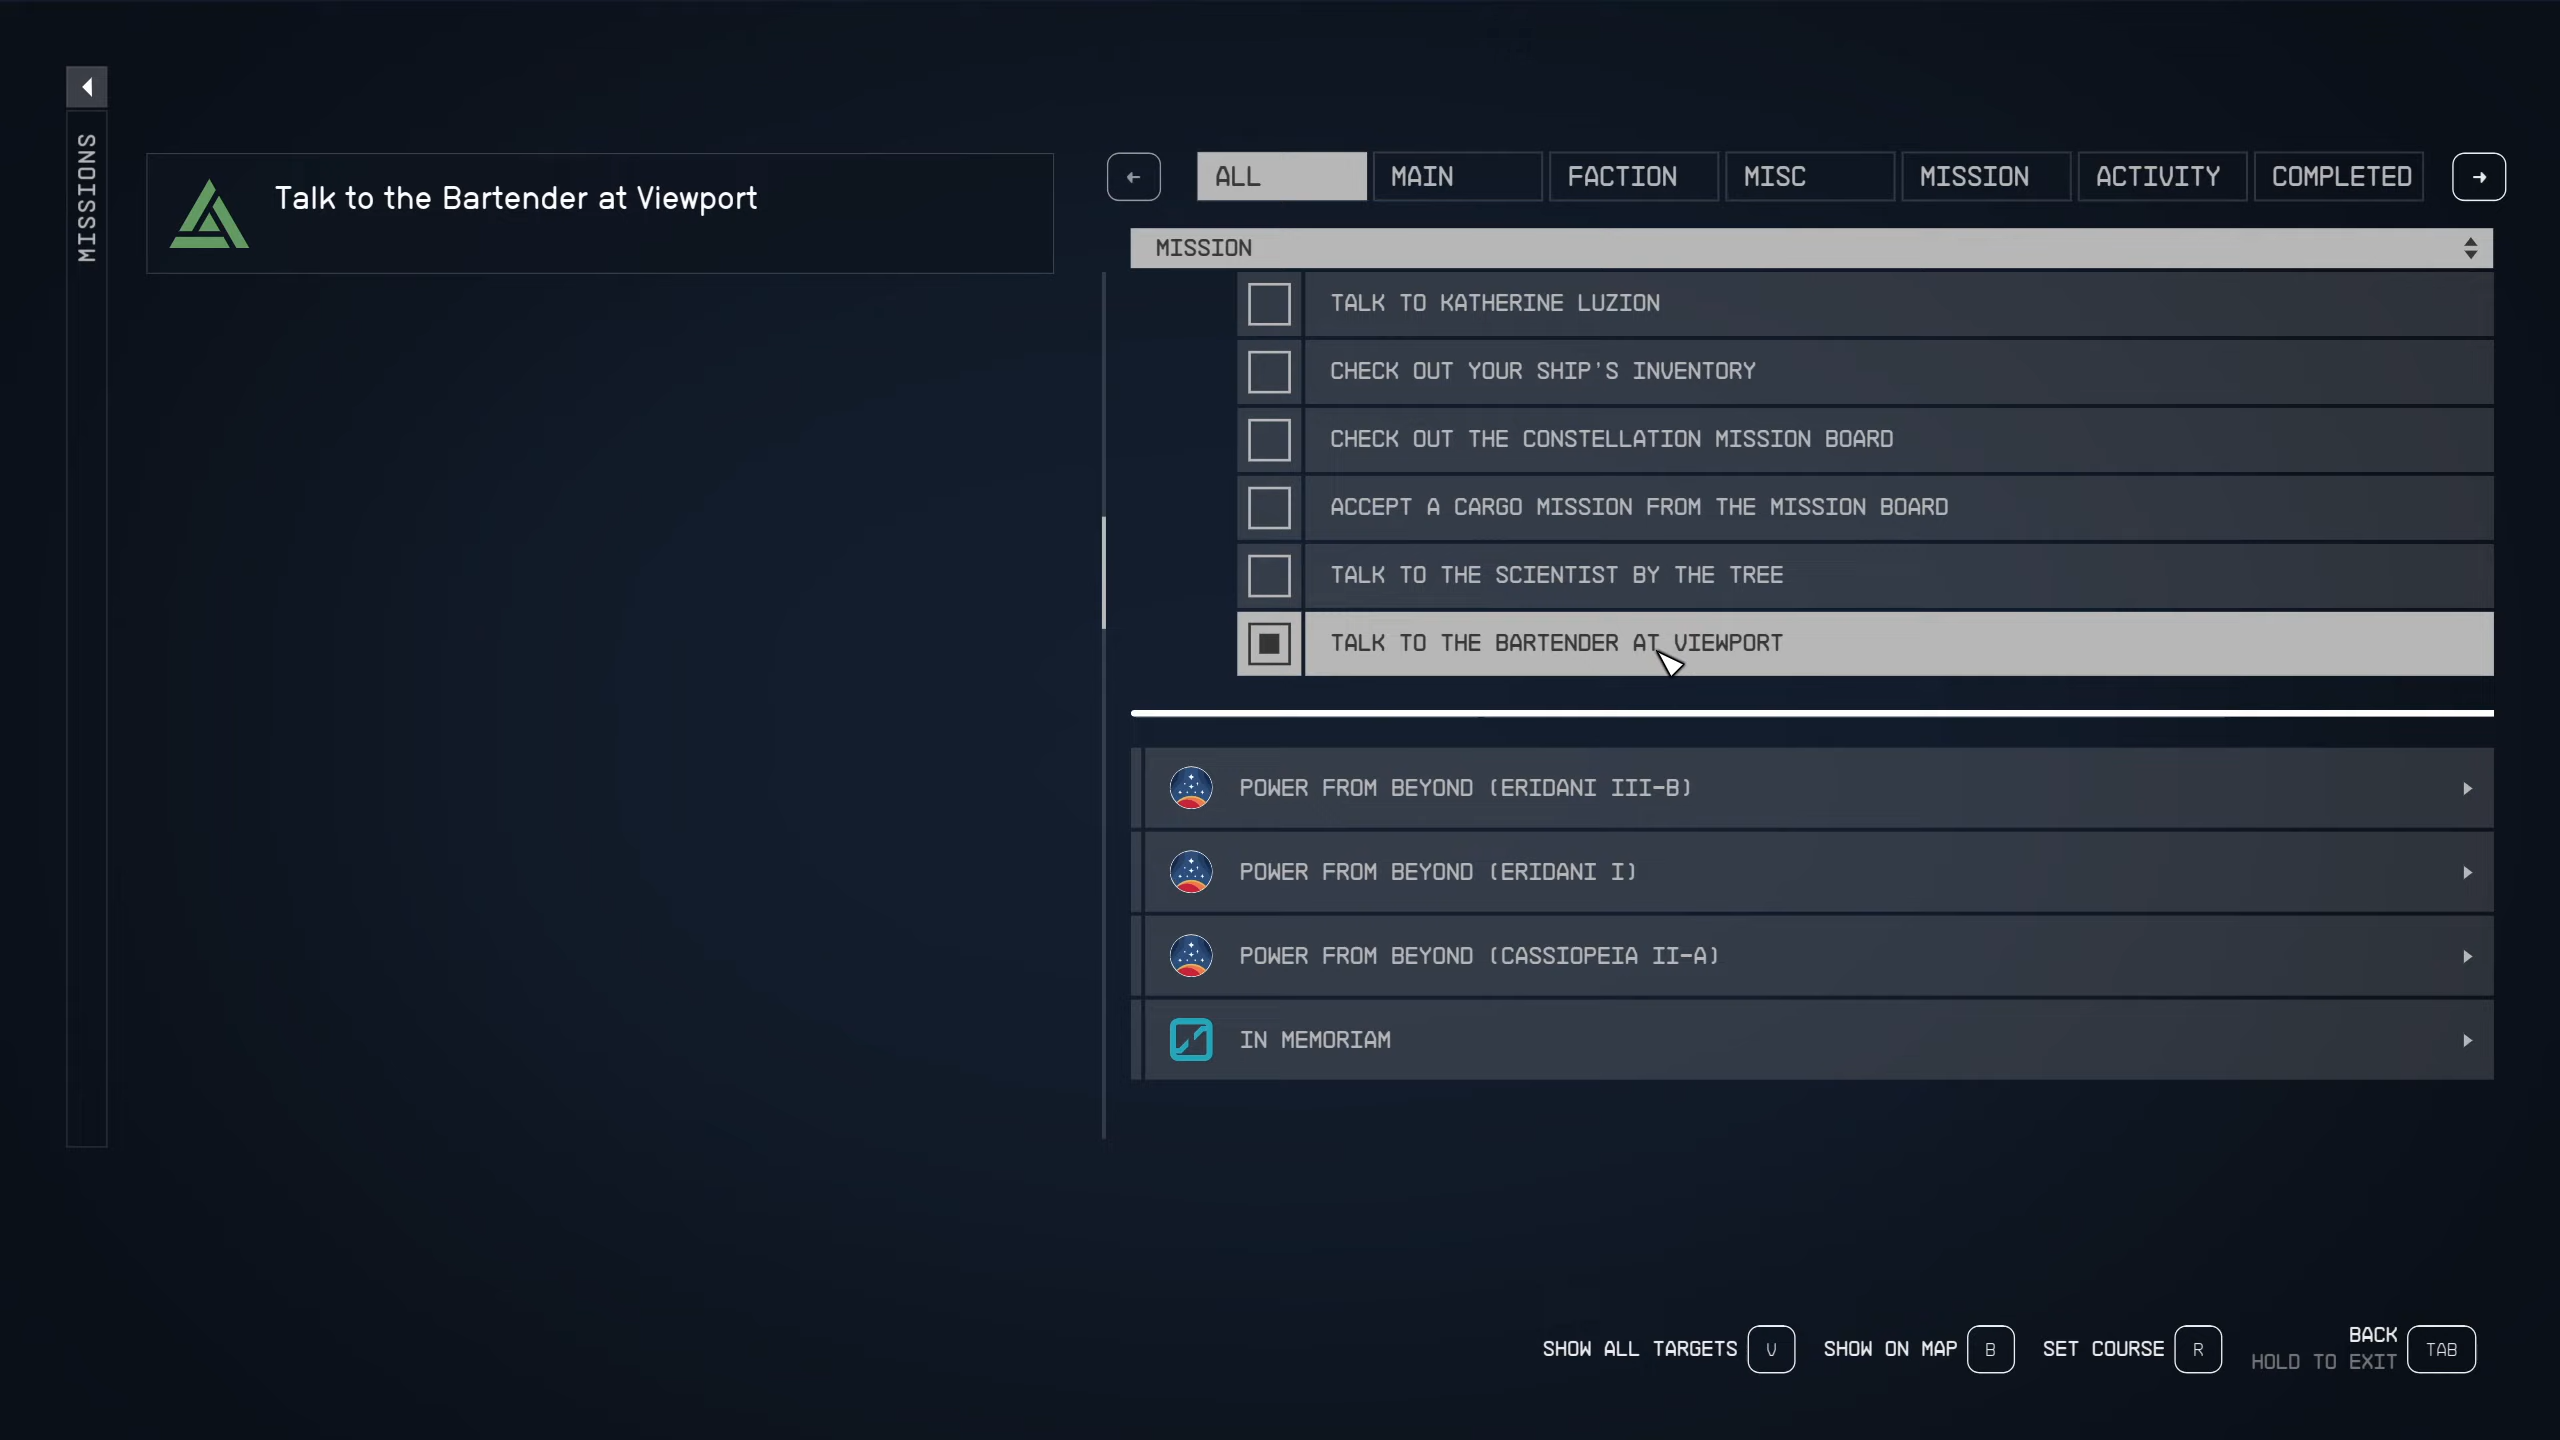 MISSIONS
Talk to the Bartender at Viewport
ALL
MAIN
FACTION
MISC
MISSION
ACTIVITY
COMPLETED
MISSION
TALK TO KATHERINE LUZION
CHECK OUT YOUR SHIP'S INVENTORY
CHECK OUT THE CONSTELLATION MISSION BOARD
ACCEPT A CARGO MISSION FROM THE MISSION BOARD
TALK TO THE SCIENTIST BY THE TREE
TALK TO THE BARTENDER AT VIEWPORT
POWER FROM BEYOND (ERIDANI III-B)
POWER FROM BEYOND (ERIDANI I)
POWER FROM BEYOND (CASSIOPEIA II-A)
IN MEMORIAM
SHOW ALL TARGETS V
SHOW ON MAP B
SET COURSE R
BACK
HOLD TO EXIT
TAB